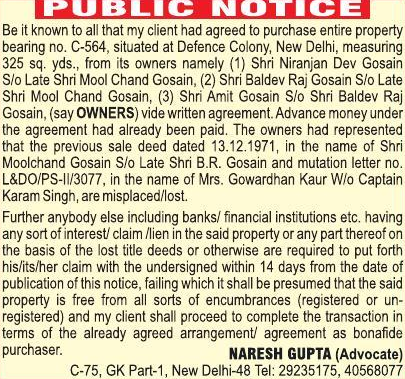 PUBLIC NOTICE
Be it known to all that my client had agreed to purchase entire property
bearing no. C-564, situated at Defence Colony, New Delhi, measuring
325 sq. yds., from its owners namely (1) Shri Niranjan Dev Gosain
S/o Late Shri Mool Chand Gosain, (2) Shri Baldev Raj Gosain S/o Late
Shri Mool Chand Gosain, (3) Shri Amit Gosain S/o Shri Baldev Raj
Gosain, (say OWNERS) vide written agreement. Advance money under
the agreement had already been paid. The owners had represented
that the previous sale deed dated 13.12.1971, in the name of Shri
Moolchand Gosain S/o Late Shri B.R. Gosain and mutation letter no.
L&DO/PS-II/3077, in the name of Mrs. Gowardhan Kaur W/o Captain
Karam Singh, are misplaced/lost.
Further anybody else including banks/ financial institutions etc. having
any sort of interest/ claim /lien in the said property or any part thereof on
the basis of the lost title deeds or otherwise are required to put forth
his/its/her claim with the undersigned within 14 days from the date of
publication of this notice, failing which it shall be presumed that the said
property is free from all sorts of encumbrances (registered or un-
registered) and my client shall proceed to complete the transaction in
terms of the already agreed arrangement/ agreement as bonafide
purchaser. NARESH GUPTA (Advocate)
C-75, GK Part-1, New Delhi-48 Tel: 29235175, 40568077